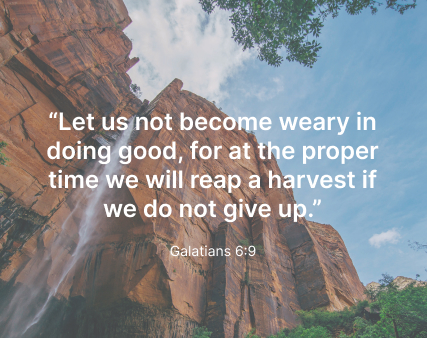 “Let us not become weary in
doing good, for at the proper
time we will reap a harvest if
we do not give up.”
Galatians 6:9